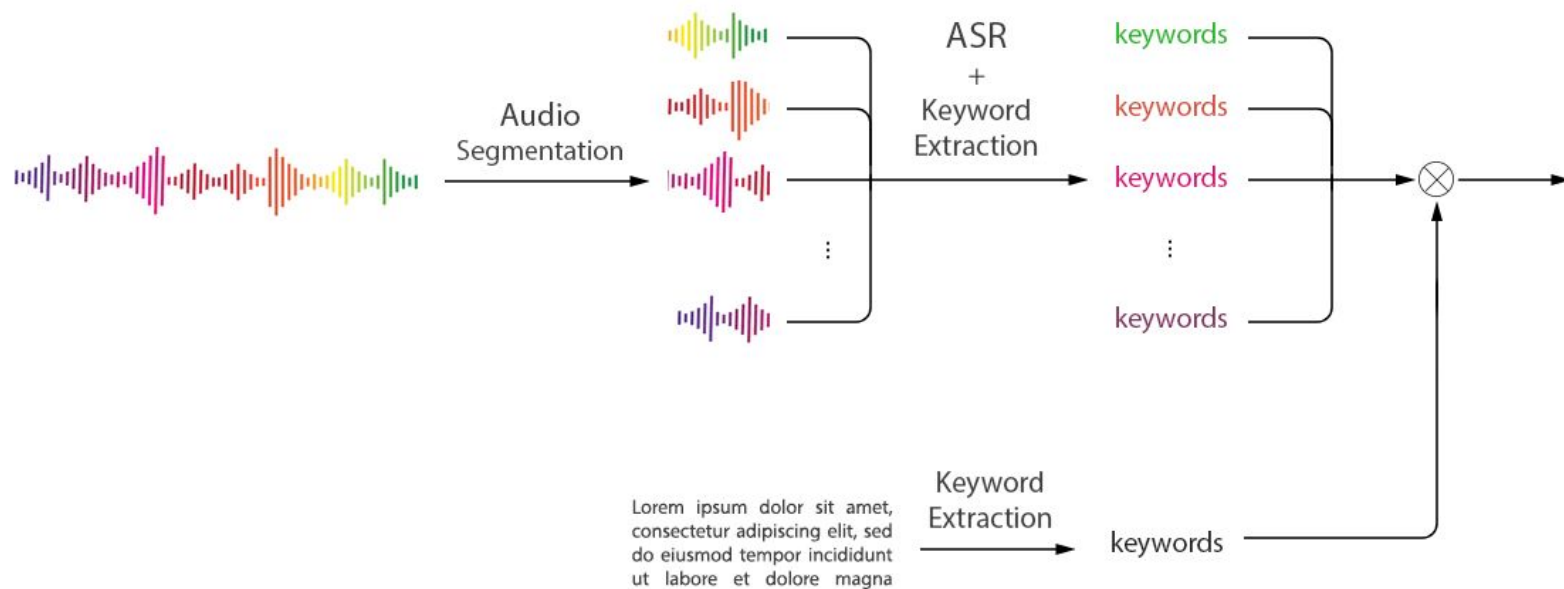 Audio
Segmentation
ASR
+
Keyword
Extraction
keywords
keywords
keywords
...
...
keywords
Lorem ipsum dolor sit amet,
consectetur adipiscing elit, sed
do eiusmod tempor incididunt
ut labore et dolore magna
Keyword
Extraction
keywords